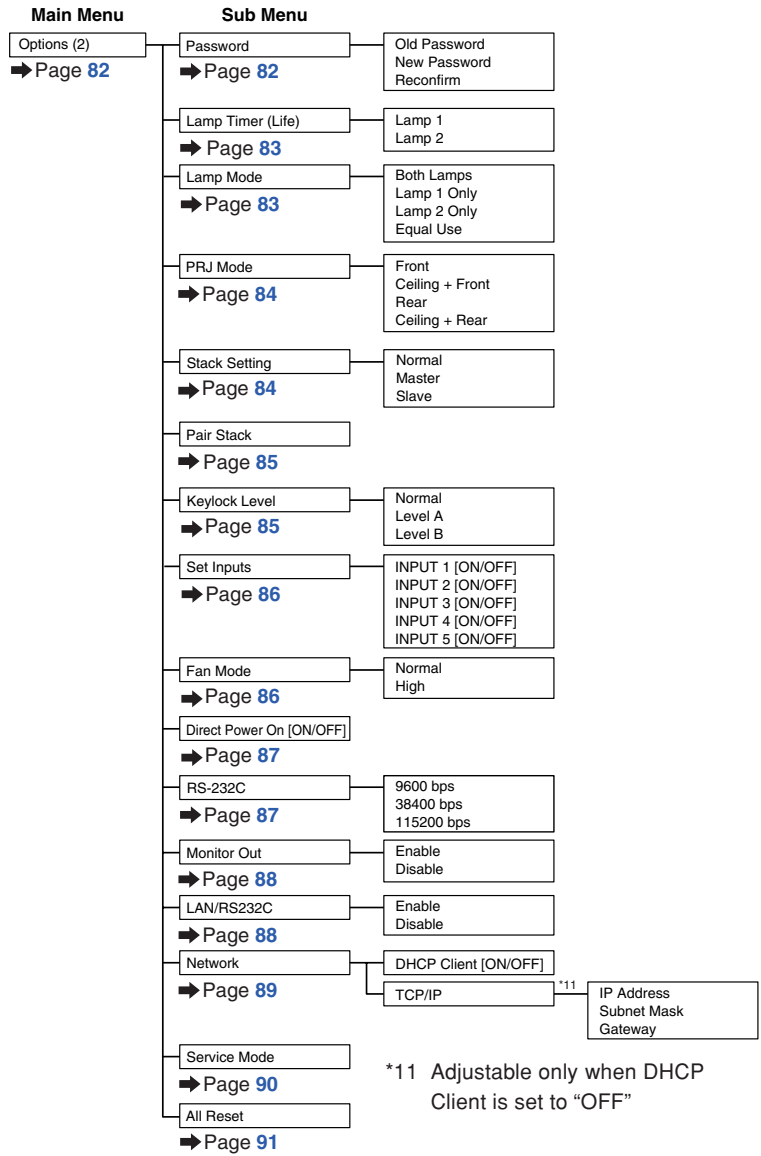 Main Menu
Sub Menu
Options (2)
Page 82
Password
Page 82
Old Password
New Password
Reconfirm
Lamp Timer (Life)
Page 83
Lamp 1
Lamp 2
Lamp Mode
Page 83
Both Lamps
Lamp 1 Only
Lamp 2 Only
Equal Use
PRJ Mode
Page 84
Front
Ceiling + Front
Rear
Ceiling + Rear
Stack Setting
Page 84
Normal
Master
Slave
Pair Stack
Page 85
Keylock Level
Page 85
Normal
Level A
Level B
Set Inputs
Page 86
INPUT 1 [ON/OFF]
INPUT 2 [ON/OFF]
INPUT 3 [ON/OFF]
INPUT 4 [ON/OFF]
INPUT 5 [ON/OFF]
Fan Mode
Page 86
Normal
High
Direct Power On [ON/OFF]
Page 87
RS-232C
Page 87
9600 bps
38400 bps
115200 bps
Monitor Out
Page 88
Enable
Disable
LAN/RS232C
Page 88
Enable
Disable
Network
Page 89
DHCP Client [ON/OFF]
TCP/IP
*11
IP Address
Subnet Mask
Gateway
Service Mode
Page 90
All Reset
Page 91
*11 Adjustable only when DHCP
Client is set to “OFF”